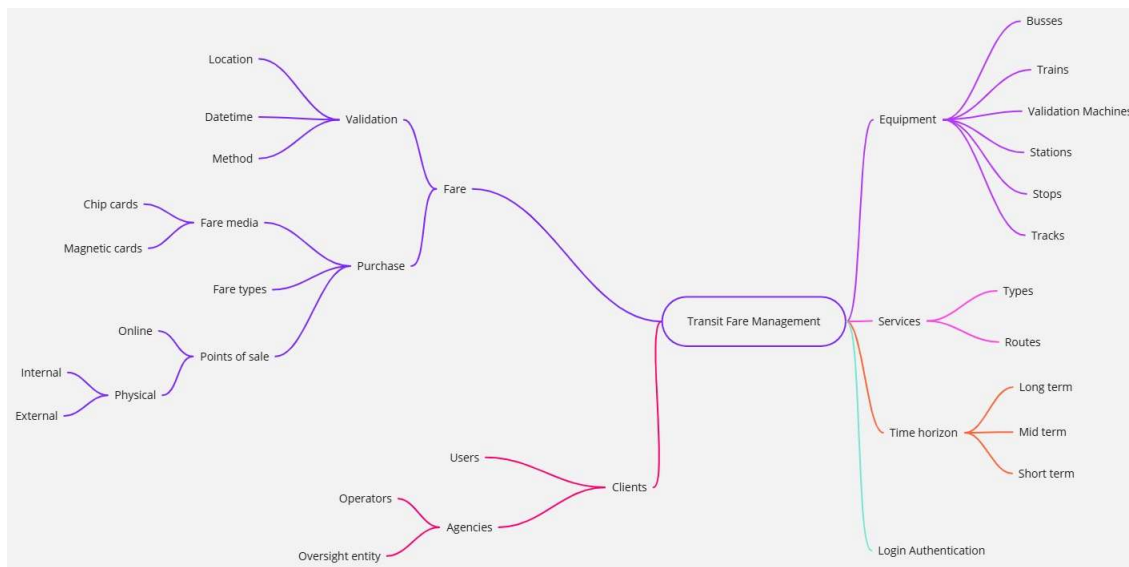 Busses
Location
Trains
Datetime
Validation
Equipment
Validation Machines
Method
Stations
Fare
Stops
Chip cards
Fare media
Magnetic cards
Tracks
Purchase
Fare types
Types
Online
Transit Fare Management
Services
Points of sale
Routes
Internal
Physical
Long term
External
Time horizon
Mid term
Users
Short term
Clients
Operators
Agencies
Login Authentication
Oversight entity